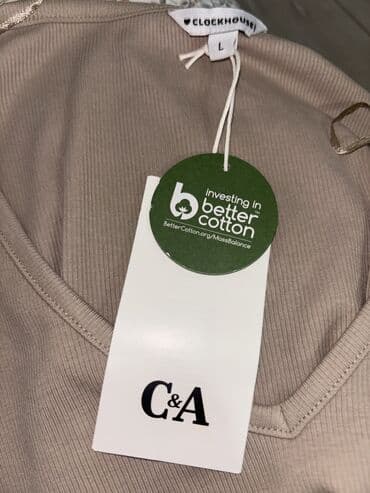 CLOCKHOUSE
L
investing in
better
cotton
BetterCotton.org/MassBalance
C&A